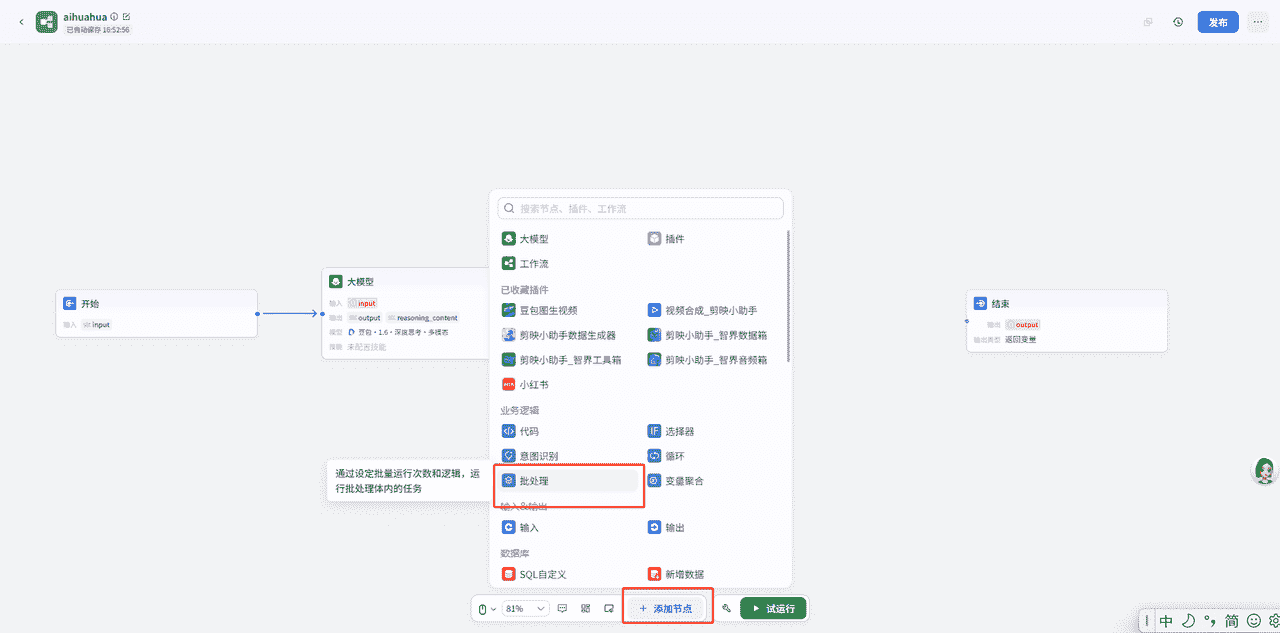 aihuahua
已自动保存 16:52:56
发布
开始
输入 input
大模型
输入 input
输出 output reasoning_content
模型 豆包·1.6·深度思考·多模态
技能 未配置技能
搜索节点、插件、工作流
大模型 插件
工作流
已收藏插件
豆包图生视频 视频合成_剪映小助手
剪映小助手数据生成器 剪映小助手_智界数据箱
剪映小助手_智界工具箱 剪映小助手_智界音频箱
小红书
业务逻辑
代码 IF 选择器
意图识别 循环
批处理 变量聚合
输入&输出
输入 输出
数据库
SQL自定义 新增数据
通过设定批量运行次数和逻辑，运
行批处理体内的任务
结束
输出 output
输出类型 返回变量
81% 添加节点 试运行
中 简